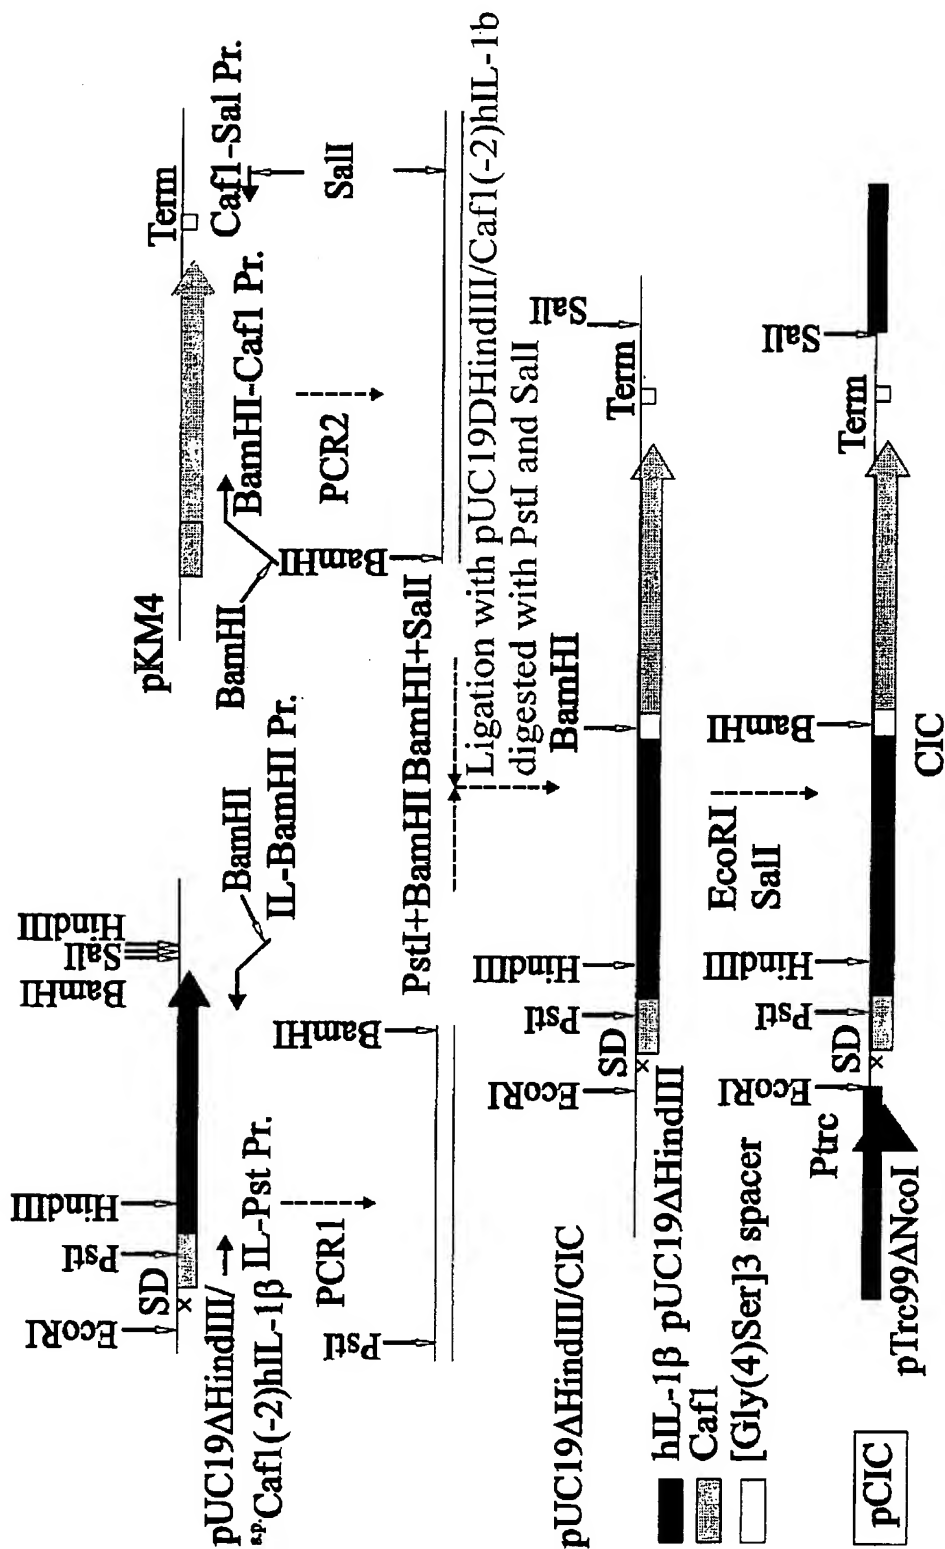 EcoRI
SD
x
PstI
HindIII
BamHI
SalI
HindIII
pUC19ΔHindIII/
s.p.Caf1(-2)hIL-1β
IL-Pst Pr.
BamHI
IL-BamHI Pr.
pKM4
Term
BamHI
BamHI-Caf1 Pr.
Caf1-Sal Pr.
PCR1
PCR2
PstI
BamHI
BamHI
SalI
PstI+BamHI
BamHI+SalI
Ligation with pUC19DHindIII/Caf1(-2)hIL-1b
digested with PstI and SalI
pUC19ΔHindIII/CIC
EcoRI
SD
x
PstI
HindIII
BamHI
Term
SalI
hIL-1β pUC19ΔHindIII
Caf1
[Gly(4)Ser]3 spacer
EcoRI
SalI
pCIC
Ptrc
EcoRI
SD
x
PstI
HindIII
BamHI
Term
SalI
pTrc99ΔNcoI
CIC